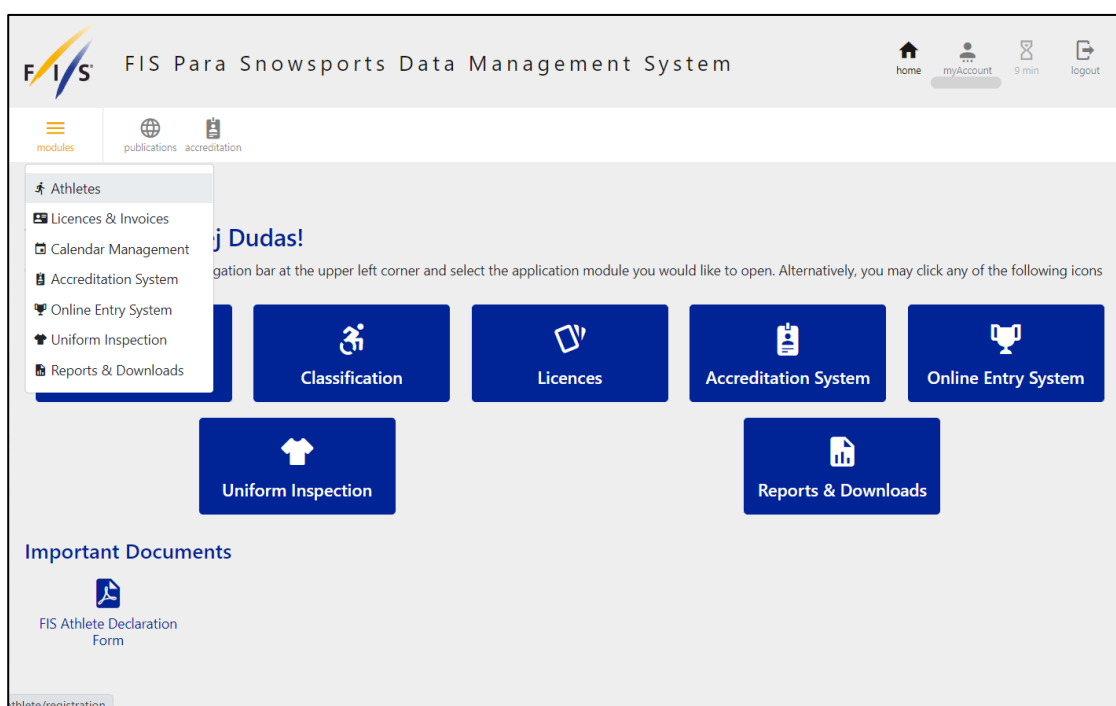 FIS
FIS Para Snowsports Data Management System
home
myAccount
9 min
logout
modules
publications
accreditation
Athletes
Licences & Invoices
Calendar Management
Accreditation System
Online Entry System
Uniform Inspection
Reports & Downloads
Dudas!
bar at the upper left corner and select the application module you would like to open. Alternatively, you may click any of the following icons
Classification
Licences
Accreditation System
Online Entry System
Uniform Inspection
Reports & Downloads
Important Documents
FIS Athlete Declaration
Form